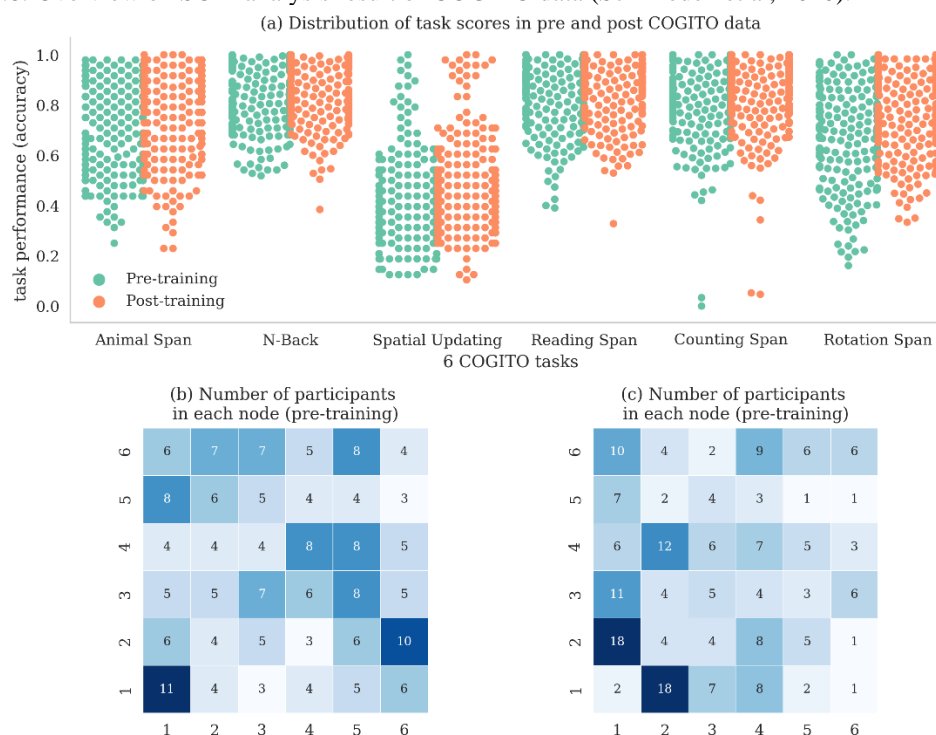 (a) Distribution of task scores in pre and post COGITO data
task performance (accuracy)
1.0
0.8
0.6
0.4
0.2
0.0
Pre-training
Post-training
Animal Span N-Back Spatial Updating Reading Span Counting Span Rotation Span
6 COGITO tasks
(b) Number of participants
in each node (pre-training)
6 6 7 7 5 8 4
5 8 6 5 4 4 3
4 4 4 4 8 8 5
3 5 5 7 6 8 5
2 6 4 5 3 6 10
1 11 4 3 4 5 6
1 2 3 4 5 6
(c) Number of participants
in each node (pre-training)
6 10 4 2 9 6 6
5 7 2 4 3 1 1
4 6 12 6 7 5 3
3 11 4 5 4 3 6
2 18 4 4 8 5 1
1 2 18 7 8 2 1
1 2 3 4 5 6